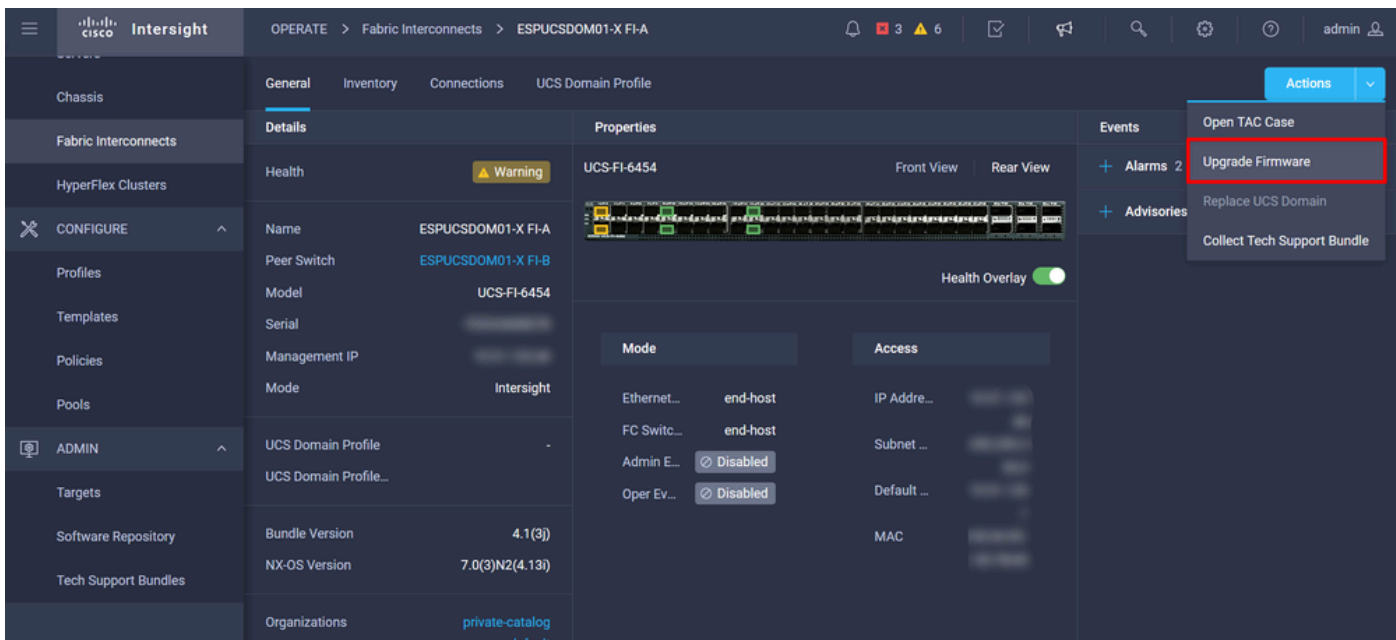 cisco Intersight
OPERATE > Fabric Interconnects > ESPUCSDOM01-X FI-A
3 6
admin
Chassis
Fabric Interconnects
HyperFlex Clusters
CONFIGURE
Profiles
Templates
Policies
Pools
ADMIN
Targets
Software Repository
Tech Support Bundles
General Inventory Connections UCS Domain Profile
Actions
Open TAC Case
Upgrade Firmware
Replace UCS Domain
Collect Tech Support Bundle
Details
Health Warning
Name ESPUCSDOM01-X FI-A
Peer Switch ESPUCSDOM01-X FI-B
Model UCS-FI-6454
Serial
Management IP
Mode Intersight
UCS Domain Profile -
UCS Domain Profile...
Bundle Version 4.1(3j)
NX-OS Version 7.0(3)N2(4.13i)
Organizations private-catalog
Properties
UCS-FI-6454 Front View Rear View
Health Overlay
Mode
Ethernet... end-host
FC Switc... end-host
Admin E... Disabled
Oper Ev... Disabled
Access
IP Addre...
Subnet ...
Default ...
MAC
Events
Alarms 2
Advisories